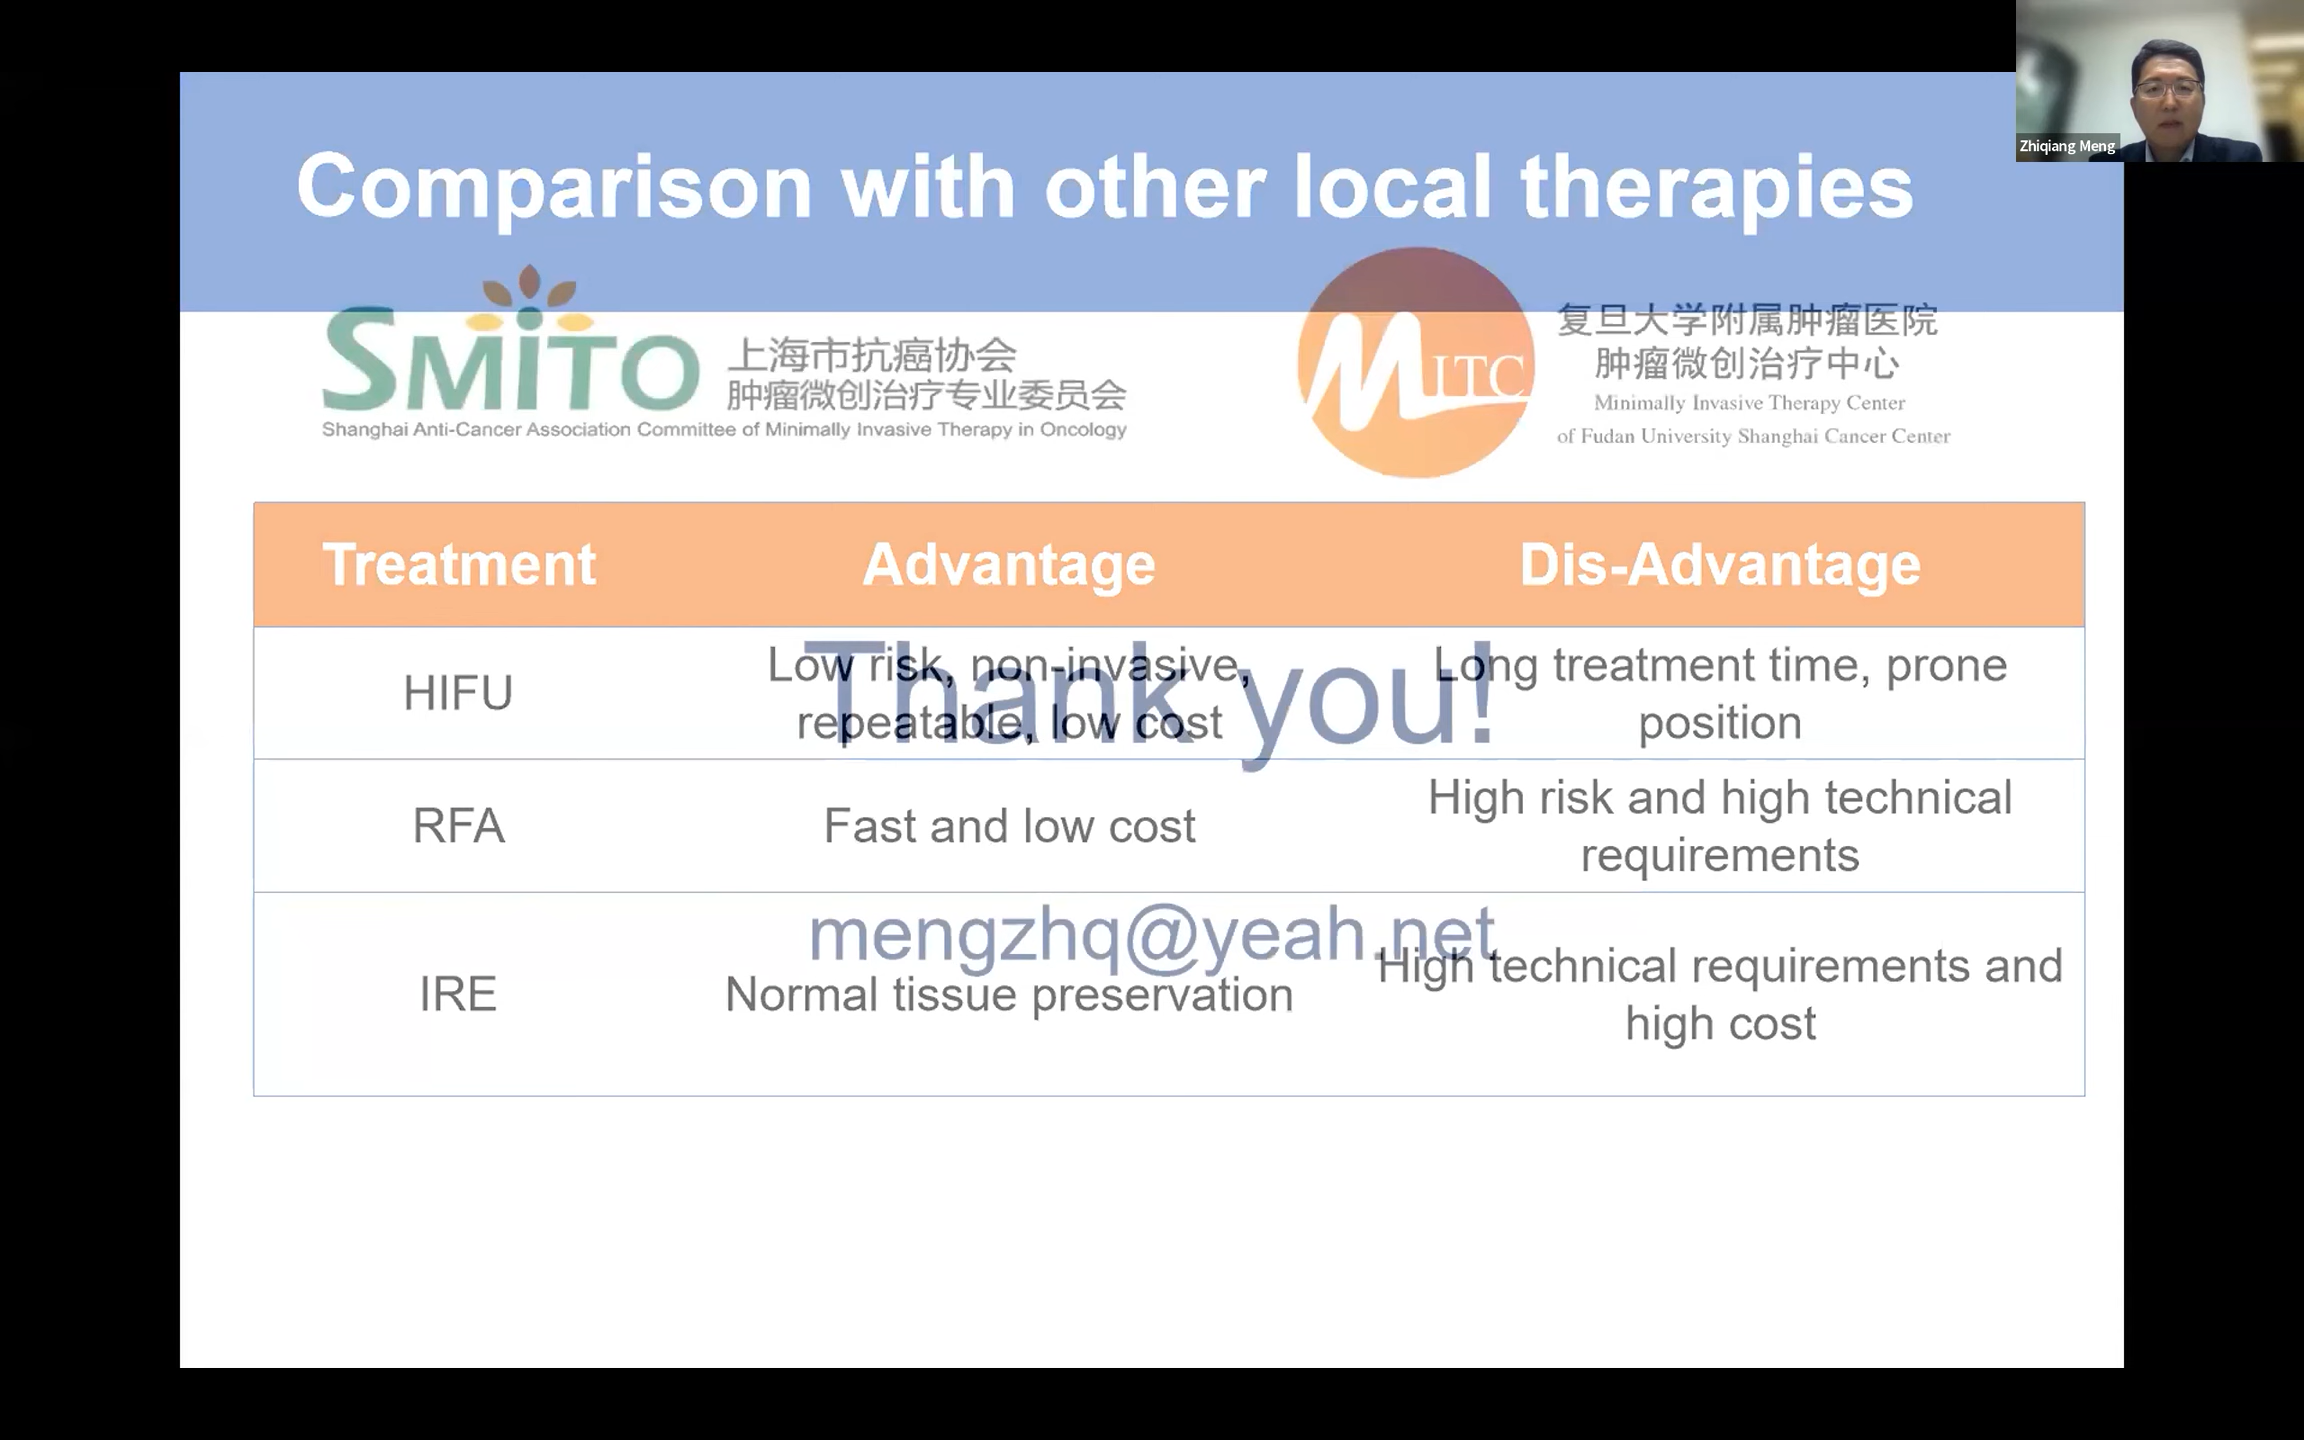 Zhiqiang Meng
Comparison with other local therapies
SMiTO
上海市抗癌协会
肿瘤微创治疗专业委员会
Shanghai Anti-Cancer Association Committee of Minimally Invasive Therapy in Oncology
MITC
复旦大学附属肿瘤医院
肿瘤微创治疗中心
Minimally Invasive Therapy Center
of Fudan University Shanghai Cancer Center
Treatment
Advantage
Dis-Advantage
Thank you!
HIFU
Low risk, non-invasive,
repeatable, low cost
Long treatment time, prone
position
RFA
Fast and low cost
High risk and high technical
requirements
mengzhq@yeah.net
IRE
Normal tissue preservation
High technical requirements and
high cost